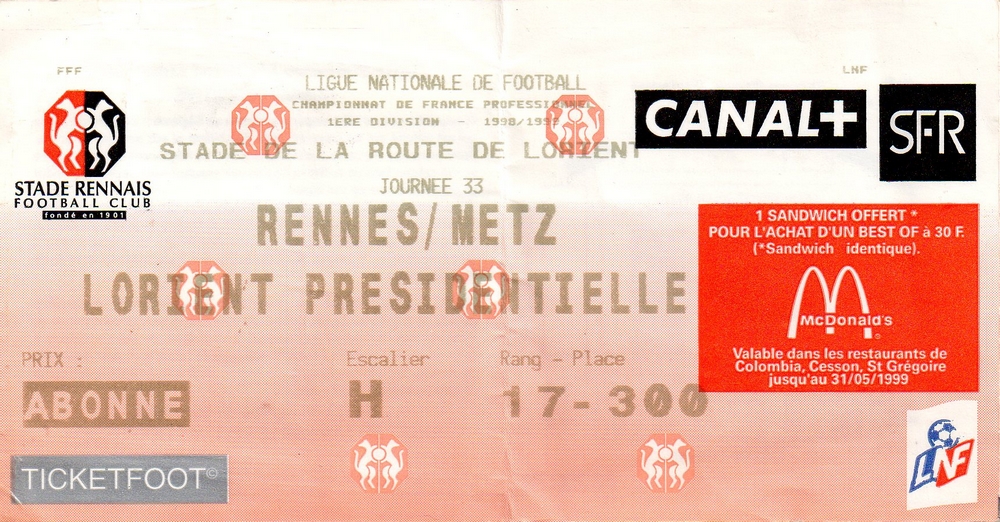 FFF
LNF
LIGUE NATIONALE DE FOOTBALL
CHAMPIONNAT DE FRANCE PROFESSIONNEL
1ERE DIVISION - 1998/1999
STADE DE LA ROUTE DE LORIENT
STADE RENNAIS
FOOTBALL CLUB
fondé en 1901
CANAL+
SFR
JOURNEE 33
RENNES/METZ
LORIENT PRESIDENTIELLE
1 SANDWICH OFFERT *
POUR L'ACHAT D'UN BEST OF à 30 F.
(*Sandwich identique).
McDonald's
Valable dans les restaurants de
Colombia, Cesson, St Grégoire
jusqu'au 31/05/1999
PRIX : Escalier Rang - Place
ABONNE H 17- 300
TICKETFOOT©
LNF